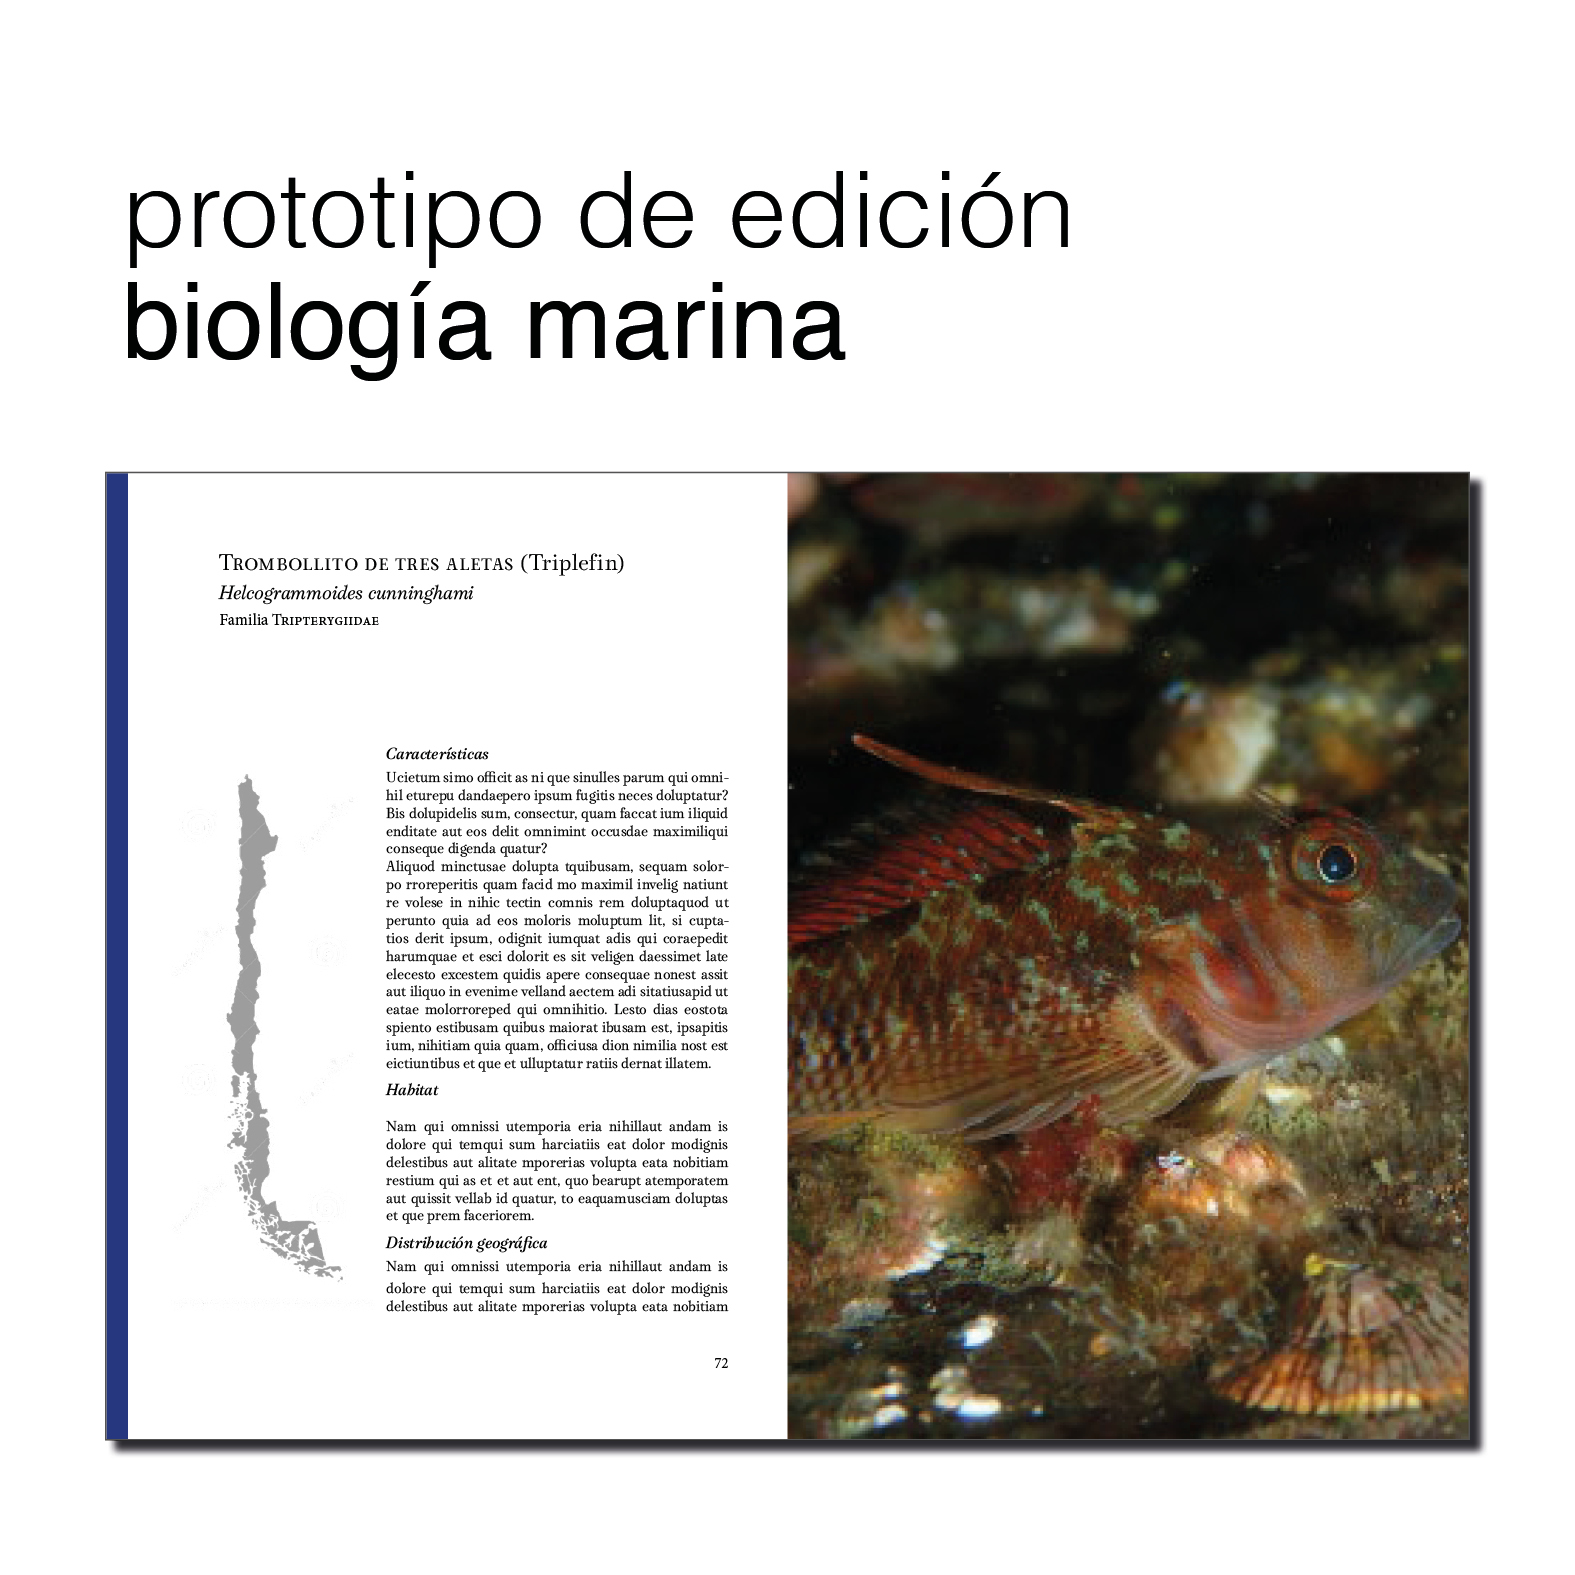 prototipo de edición
biología marina
Trombollito de tres aletas (Triplefin)
Helcogrammoides cunninghami
Familia Tripterygiidae
Características
Ucietum simo officit as ni que sinulles parum qui omni-
hil eturepu dandaepero ipsum fugitis neces doluptatur?
Bis dolupidelis sum, consectur, quam faccat ium iliquid
enditate aut eos delit omnimint occusdae maximiliqui
conseque digenda quatur?
Aliquod minctusae dolupta tquibusam, sequam solor-
po rroreperitis quam facid mo maximil invelig natiunt
re volese in nihic tectin comnis rem doluptaquod ut
perunto quia ad eos moloris moluptum lit, si cupta-
tios derit ipsum, odignit iumquat adis qui coraepedit
harumquae et esci dolorit es sit veligen daessimet late
elecesto excestem quidis apere consequae nonest assit
aut iliquo in evenime velland aectem adi sitatiusapid ut
eatae molorroreped qui omnihitio. Lesto dias eostota
spiento estibusam quibus maiorat ibusam est, ipsapitis
ium, nihitiam quia quam, officiusa dion nimilia nost est
eictiuntibus et que et ulluptatur ratiis dernat illatem.
Habitat
Nam qui omnissi utemporia eria nihillaut andam is
dolore qui temqui sum harciatiis eat dolor modignis
delestibus aut alitate mporerias volupta eata nobitiam
restium qui as et et aut ent, quo bearupt atemporatem
aut quissit vellab id quatur, to eaquamusciam doluptas
et que prem faceriorem.
Distribución geográfica
Nam qui omnissi utemporia eria nihillaut andam is
dolore qui temqui sum harciatiis eat dolor modignis
delestibus aut alitate mporerias volupta eata nobitiam
72